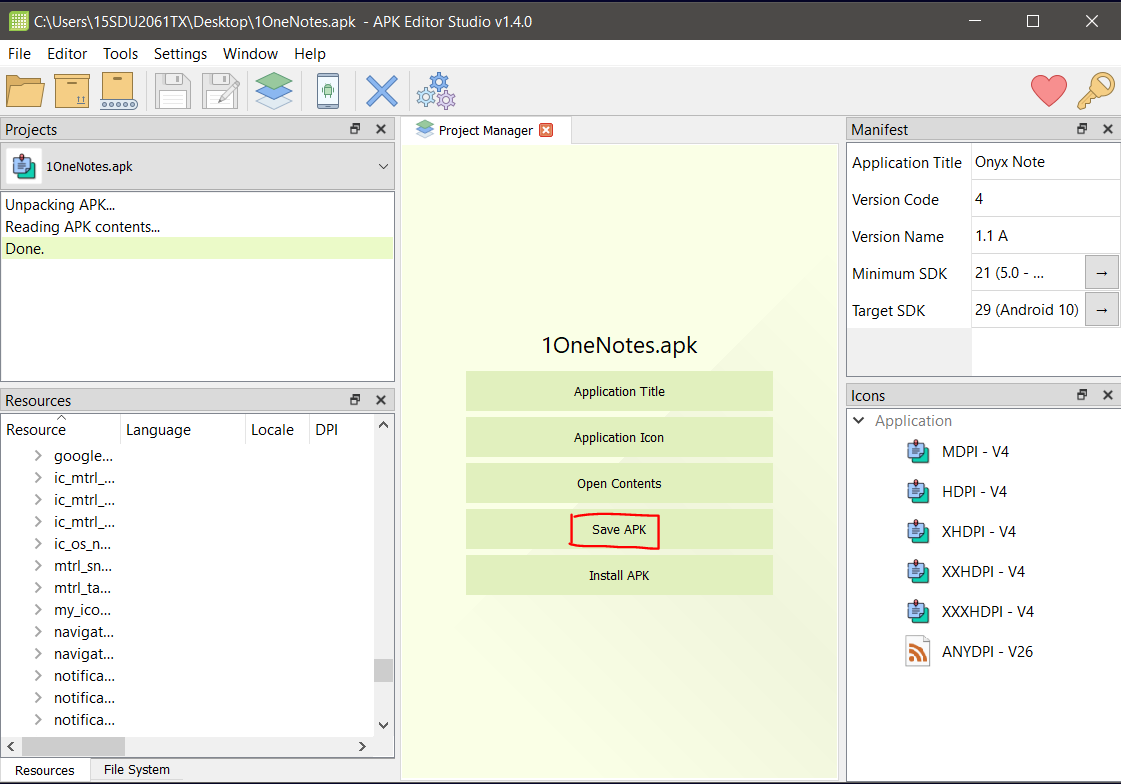 C:\Users\15SDU2061TX\Desktop\1OneNotes.apk - APK Editor Studio v1.4.0
File Editor Tools Settings Window Help
Projects
1OneNotes.apk
Unpacking APK...
Reading APK contents...
Done.
Resources
Resource Language Locale DPI
google...
ic_mtrl_...
ic_mtrl_...
ic_mtrl_...
ic_os_n...
mtrl_sn...
mtrl_ta...
my_ico...
navigat...
navigat...
notifica...
notifica...
notifica...
Resources File System
Project Manager
1OneNotes.apk
Application Title
Application Icon
Open Contents
Save APK
Install APK
Manifest
Application Title Onyx Note
Version Code 4
Version Name 1.1 A
Minimum SDK 21 (5.0 - ... →
Target SDK 29 (Android 10) →
Icons
Application
MDPI - V4
HDPI - V4
XHDPI - V4
XXHDPI - V4
XXXHDPI - V4
ANYDPI - V26